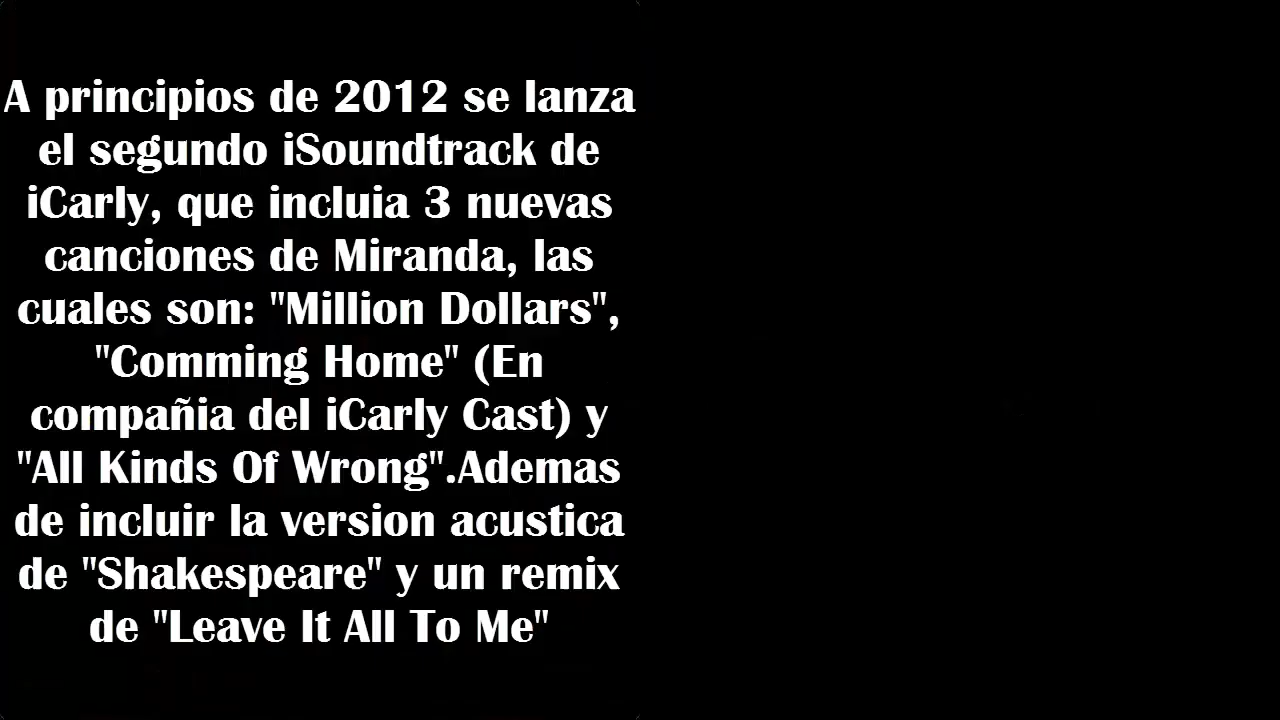 A principios de 2012 se lanza
el segundo iSoundtrack de
iCarly, que incluia 3 nuevas
canciones de Miranda, las
cuales son: "Million Dollars",
"Comming Home" (En
compañia del iCarly Cast) y
"All Kinds Of Wrong".Ademas
de incluir la version acustica
de "Shakespeare" y un remix
de "Leave It All To Me"